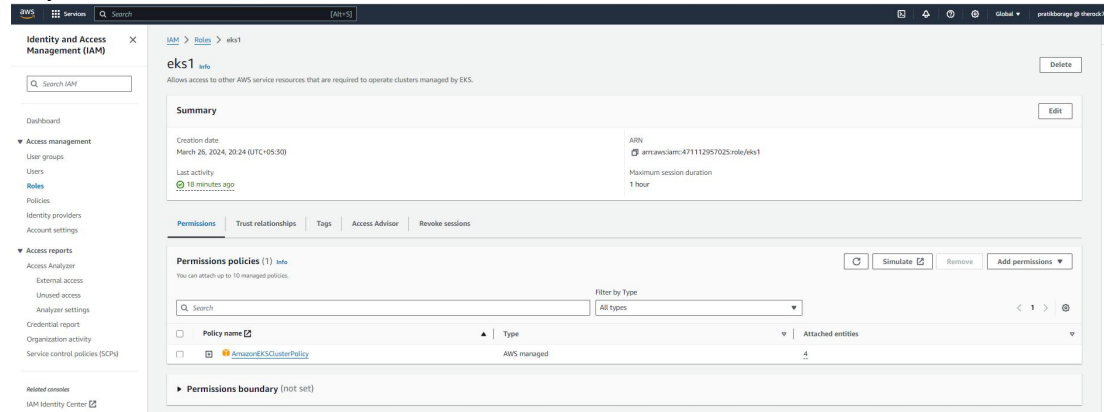 aws
Services
Search
[Alt+S]
Global
pratikborage @ therock7
Identity and Access Management (IAM)
Search IAM
Dashboard
Access management
User groups
Users
Roles
Policies
Identity providers
Account settings
Access reports
Access Analyzer
External access
Unused access
Analyzer settings
Credential report
Organization activity
Service control policies (SCPs)
Related consoles
IAM Identity Center
IAM > Roles > eks1
eks1 Info
Delete
Allows access to other AWS service resources that are required to operate clusters managed by EKS.
Summary
Edit
Creation date
March 26, 2024, 20:24 (UTC+05:30)
ARN
arn:aws:iam::471112957025:role/eks1
Last activity
18 minutes ago
Maximum session duration
1 hour
Permissions
Trust relationships
Tags
Access Advisor
Revoke sessions
Permissions policies (1) Info
Simulate
Remove
Add permissions
You can attach up to 10 managed policies.
Filter by Type
Search
All types
1
Policy name
Type
Attached entities
AmazonEKSClusterPolicy
AWS managed
4
Permissions boundary (not set)